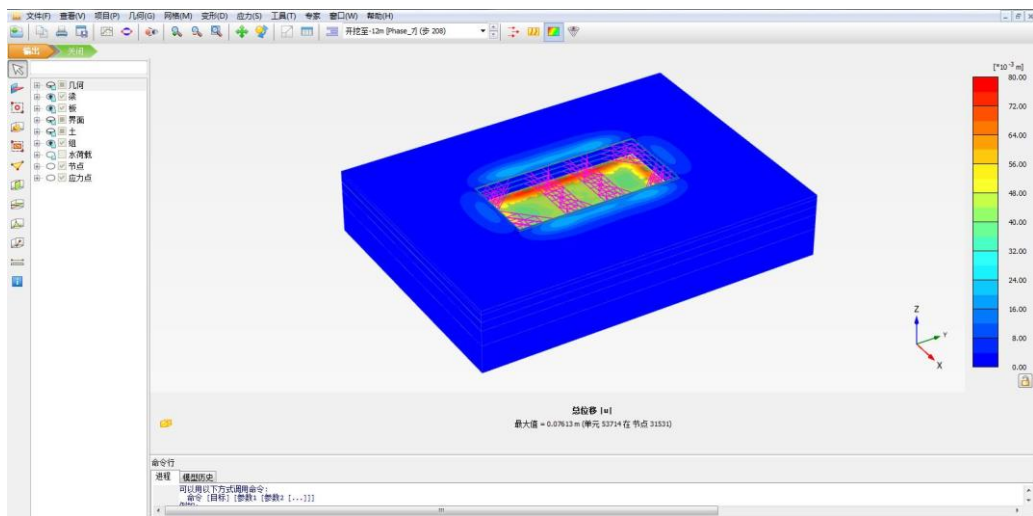 文件(F) 查看(V) 项目(P) 几何(G) 网格(M) 变形(D) 应力(S) 工具(T) 专家 窗口(W) 帮助(H)
开挖至-12m [Phase_7] (步 208)
输出 关闭
几何
梁
板
界面
土
组
水荷载
节点
应力点
[*10-3 m]
80.00
72.00
64.00
56.00
48.00
40.00
32.00
24.00
16.00
8.00
0.00
Z
Y
X
总位移 |u|
最大值 = 0.07613 m (单元 53714 在 节点 31531)
命令行
进程 模型历史
可以用以下方式调用命令:
命令 [目标] [参数1 [参数2 [...]]]